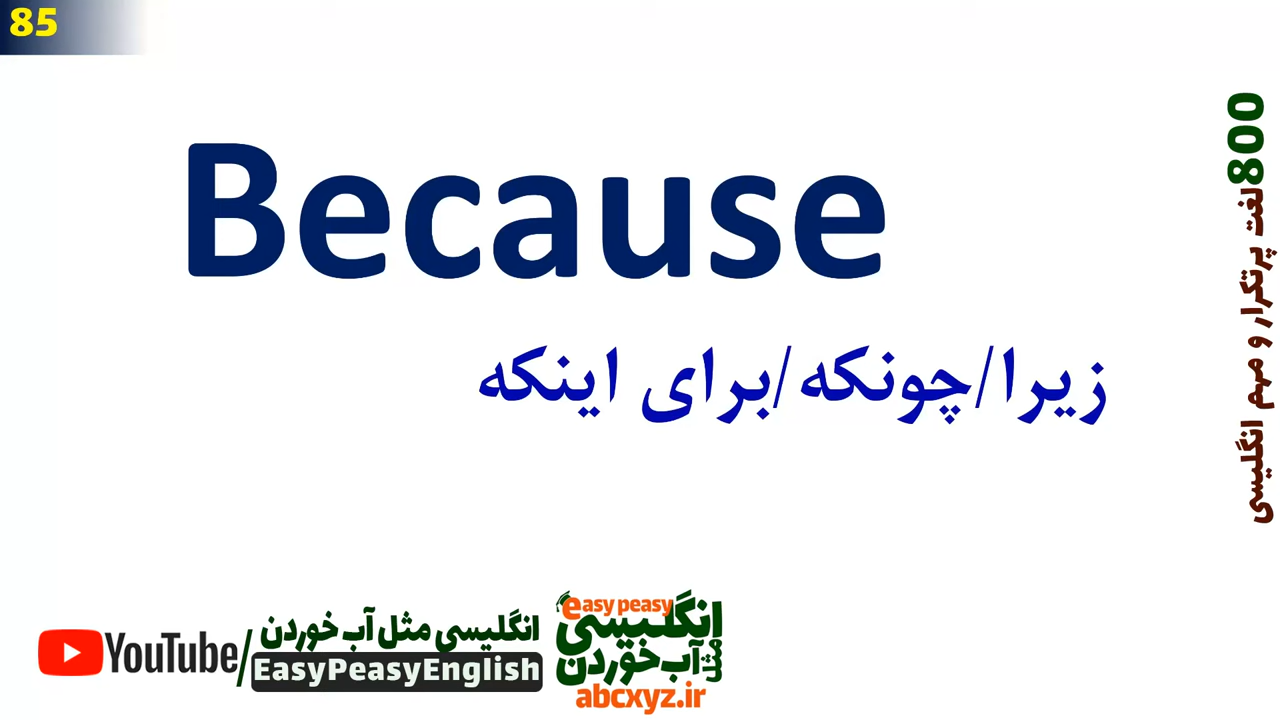 85
Because
زیرا/چونکه/برای اینکه
800 لغت پرتکرار و مهم انگلیسی
YouTube/انگلیسی مثل آب خوردن
EasyPeasyEnglish
easy peasy
انگلیسی
مثل آب خوردن
abcxyz.ir